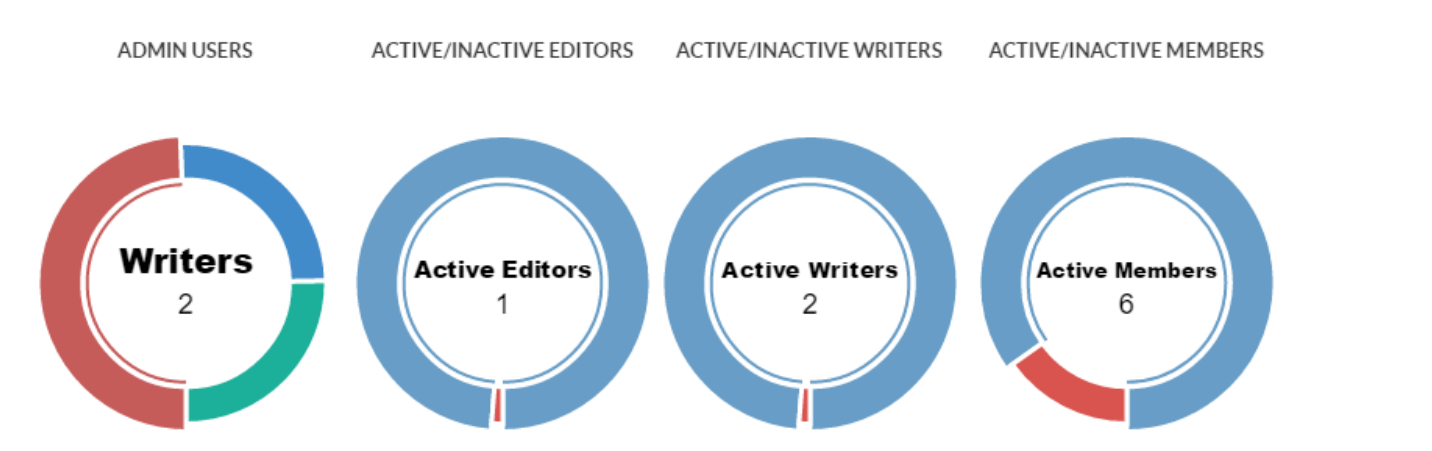 ADMIN USERS
ACTIVE/INACTIVE EDITORS
ACTIVE/INACTIVE WRITERS
ACTIVE/INACTIVE MEMBERS
Writers
2
Active Editors
1
Active Writers
2
Active Members
6